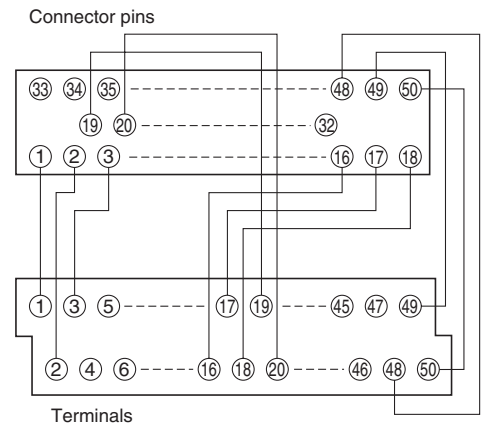 Connector pins
33 34 35 48 49 50
19 20 32
1 2 3 16 17 18
1 3 5 17 19 45 47 49
2 4 6 16 18 20 46 48 50
Terminals